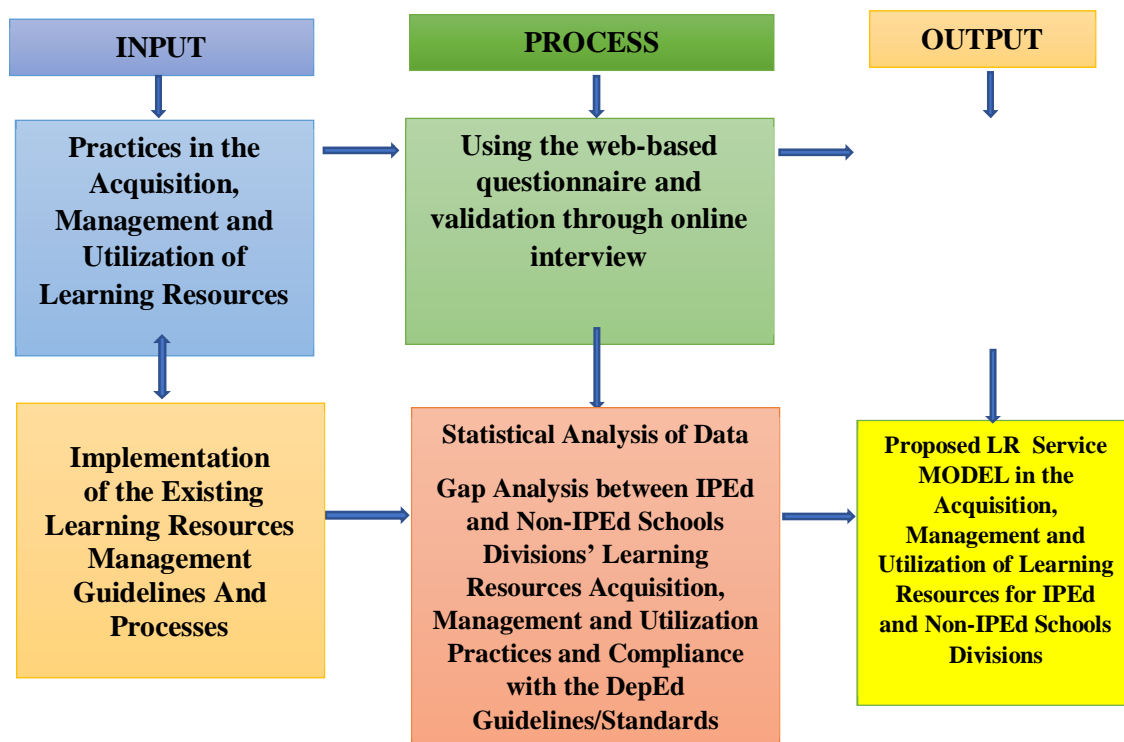 INPUT
PROCESS
OUTPUT
Practices in the
Acquisition,
Management and
Utilization of
Learning Resources
Using the web-based
questionnaire and
validation through online
interview
Implementation
of the Existing
Learning Resources
Management
Guidelines And
Processes
Statistical Analysis of Data
Gap Analysis between IPEd
and Non-IPEd Schools
Divisions’ Learning
Resources Acquisition,
Management and Utilization
Practices and Compliance
with the DepEd
Guidelines/Standards
Proposed LR Service
MODEL in the
Acquisition,
Management and
Utilization of Learning
Resources for IPEd
and Non-IPEd Schools
Divisions